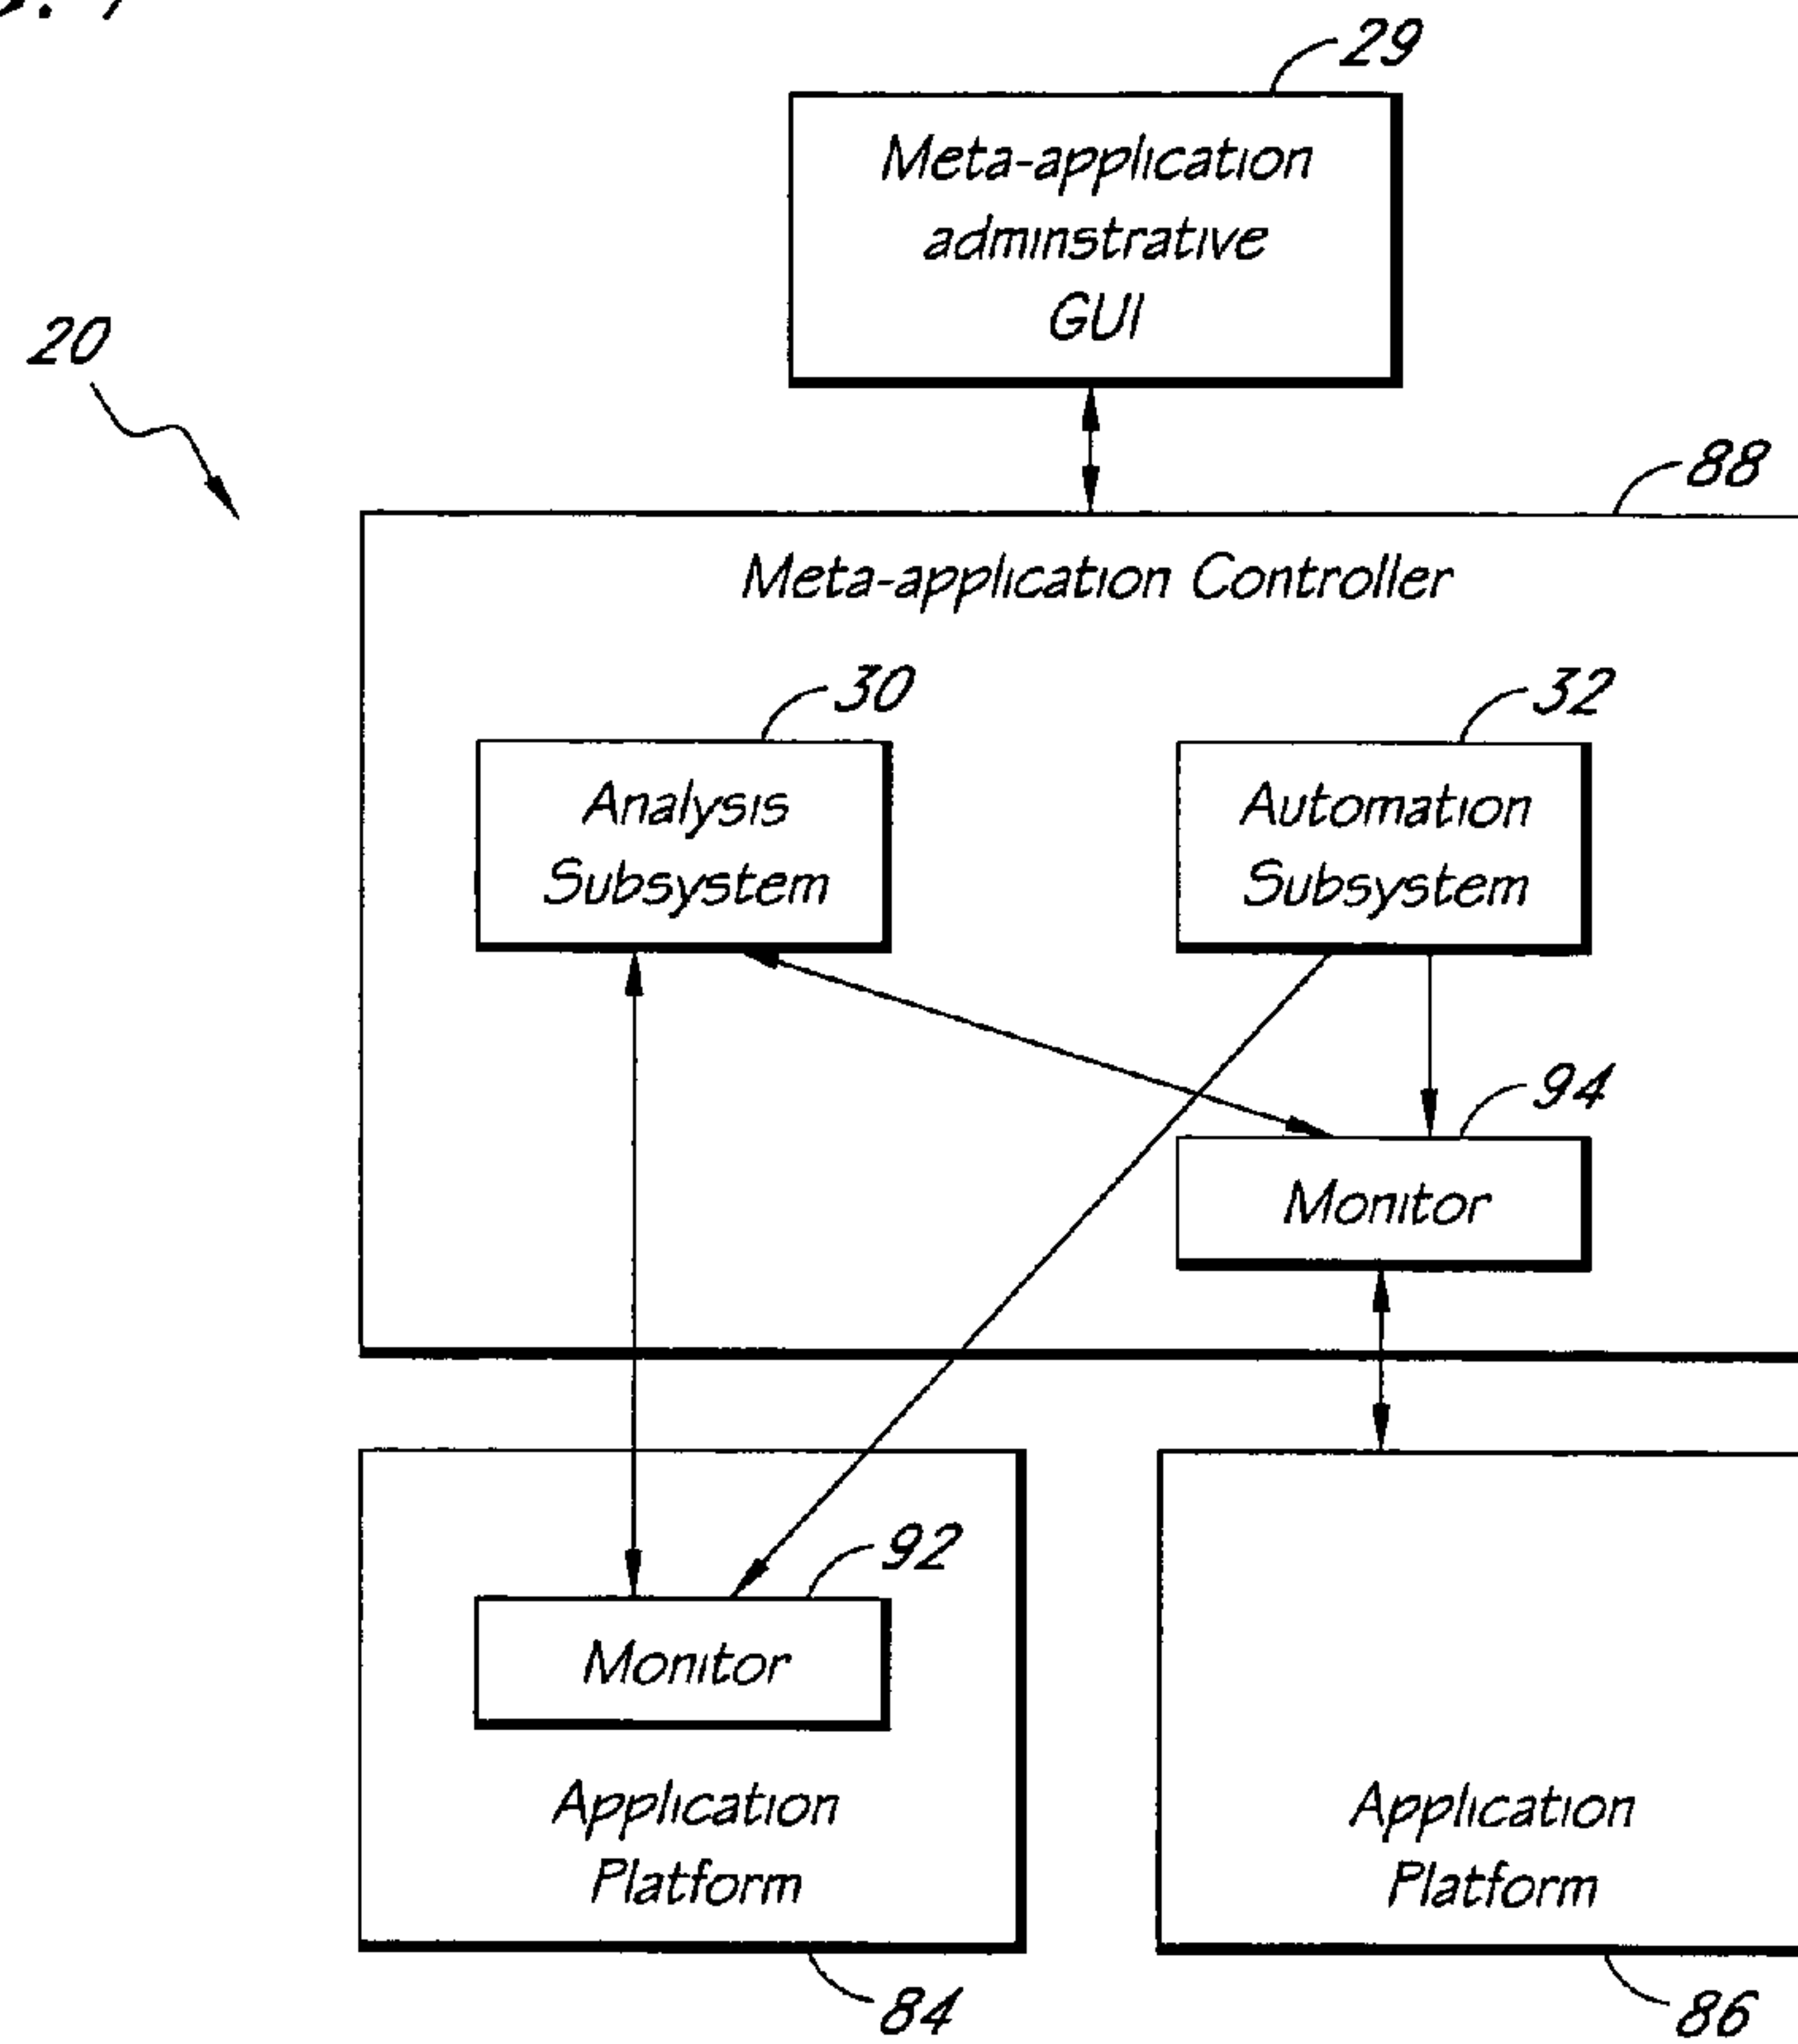 29
Meta-application
adminstrative
GUI
20
88
Meta-application Controller
30
32
Analysis
Subsystem
Automation
Subsystem
94
Monitor
92
Monitor
Application
Platform
Application
Platform
84
86